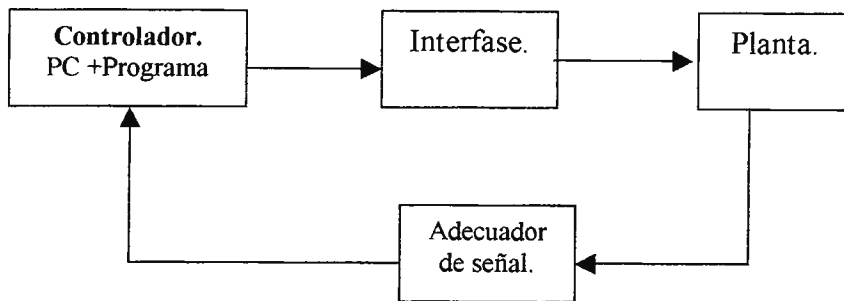 Controlador.
PC +Programa
Interfase.
Planta.
Adecuador
de señal.